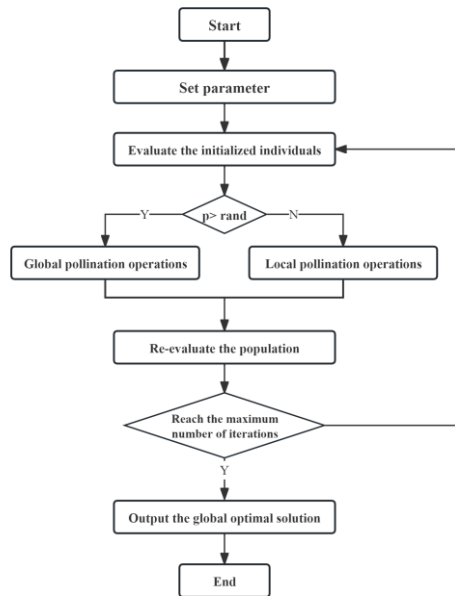 Start
Set parameter
Evaluate the initialized individuals
p> rand
Y
N
Global pollination operations
Local pollination operations
Re-evaluate the population
Reach the maximum
number of iterations
Y
Output the global optimal solution
End